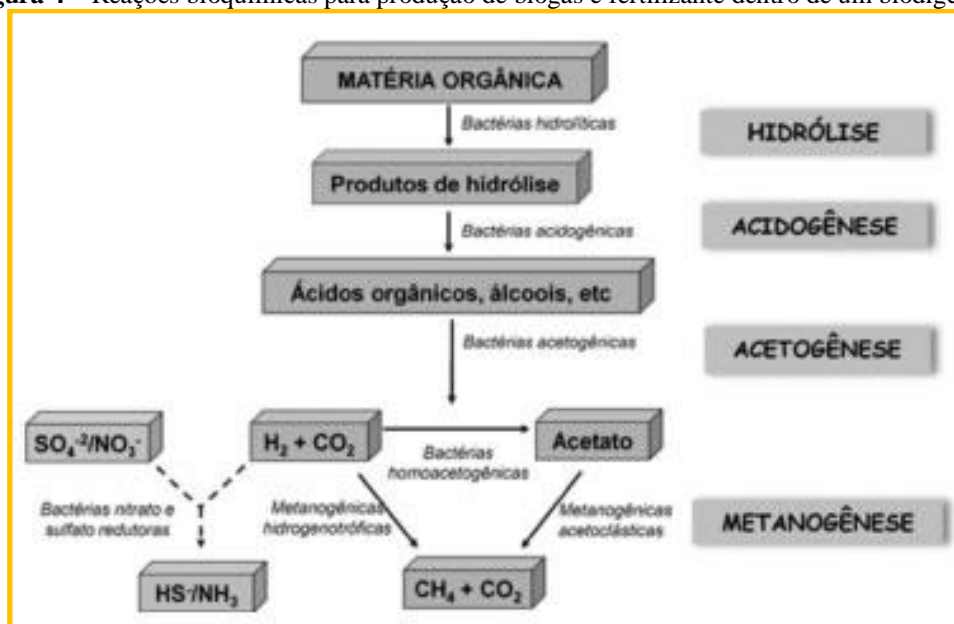 Reações bioquímicas para produção de biogás e fertilizante dentro de um
MATÉRIA ORGÂNICA
Bactérias hidrolíticas
HIDRÓLISE
Produtos de hidrólise
Bactérias acidogênicas
ACIDOGÊNESE
Ácidos orgânicos, álcoois, etc
Bactérias acetogênicas
ACETOGÊNESE
SO₄⁻²/NO₃⁻
H₂ + CO₂
Acetato
Bactérias
homoacetogênicas
Bactérias nitrato e
sulfato redutoras
Metanogênicas
hidrogenotróficas
Metanogênicas
acetoclásticas
METANOGÊNESE
HS⁻/NH₃
CH₄ + CO₂